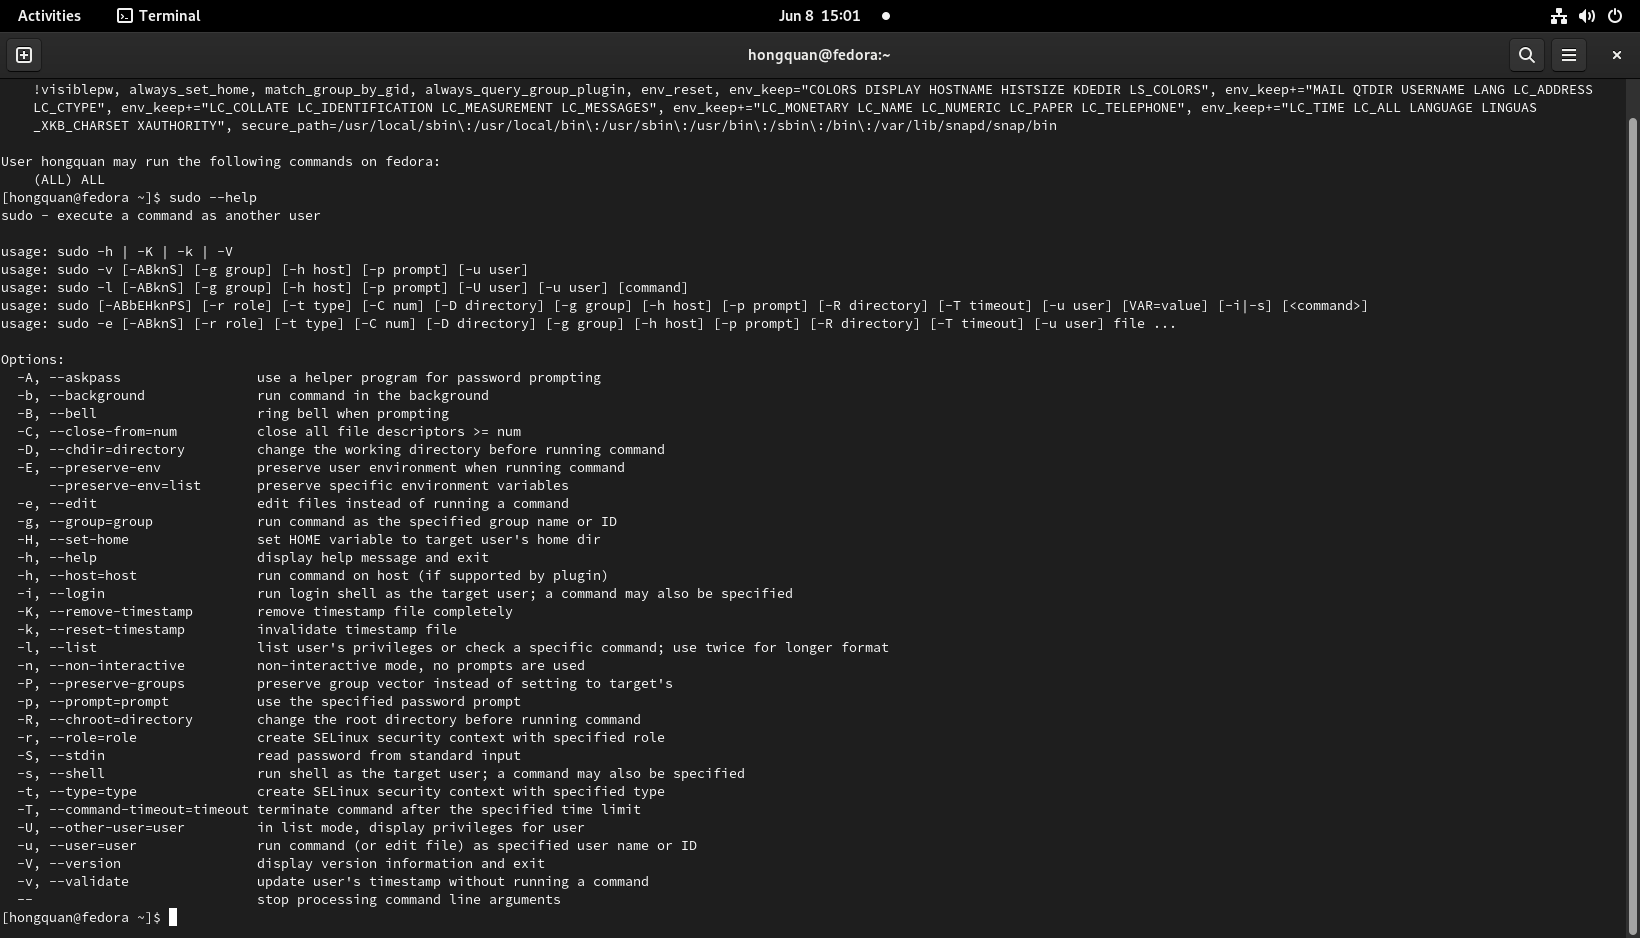 Activities Terminal Jun 8 15:01
hongquan@fedora:~
!visiblepw, always_set_home, match_group_by_gid, always_query_group_plugin, env_reset, env_keep="COLORS DISPLAY HOSTNAME HISTSIZE KDEDIR LS_COLORS", env_keep+="MAIL QTDIR USERNAME LANG LC_ADDRESS
LC_CTYPE", env_keep+="LC_COLLATE LC_IDENTIFICATION LC_MEASUREMENT LC_MESSAGES", env_keep+="LC_MONETARY LC_NAME LC_NUMERIC LC_PAPER LC_TELEPHONE", env_keep+="LC_TIME LC_ALL LANGUAGE LINGUAS
_XKB_CHARSET XAUTHORITY", secure_path=/usr/local/sbin\:/usr/local/bin\:/usr/sbin\:/usr/bin\:/sbin\:/bin\:/var/lib/snapd/snap/bin
User hongquan may run the following commands on fedora:
(ALL) ALL
[hongquan@fedora ~]$ sudo --help
sudo - execute a command as another user
usage: sudo -h | -K | -k | -V
usage: sudo -v [-ABknS] [-g group] [-h host] [-p prompt] [-u user]
usage: sudo -l [-ABknS] [-g group] [-h host] [-p prompt] [-U user] [-u user] [command]
usage: sudo [-ABbEHknPS] [-r role] [-t type] [-C num] [-D directory] [-g group] [-h host] [-p prompt] [-R directory] [-T timeout] [-u user] [VAR=value] [-i|-s] [<command>]
usage: sudo -e [-ABknS] [-r role] [-t type] [-C num] [-D directory] [-g group] [-h host] [-p prompt] [-R directory] [-T timeout] [-u user] file ...
Options:
-A, --askpass use a helper program for password prompting
-b, --background run command in the background
-B, --bell ring bell when prompting
-C, --close-from=num close all file descriptors >= num
-D, --chdir=directory change the working directory before running command
-E, --preserve-env preserve user environment when running command
--preserve-env=list preserve specific environment variables
-e, --edit edit files instead of running a command
-g, --group=group run command as the specified group name or ID
-H, --set-home set HOME variable to target user's home dir
-h, --help display help message and exit
-h, --host=host run command on host (if supported by plugin)
-i, --login run login shell as the target user; a command may also be specified
-K, --remove-timestamp remove timestamp file completely
-k, --reset-timestamp invalidate timestamp file
-l, --list list user's privileges or check a specific command; use twice for longer format
-n, --non-interactive non-interactive mode, no prompts are used
-P, --preserve-groups preserve group vector instead of setting to target's
-p, --prompt=prompt use the specified password prompt
-R, --chroot=directory change the root directory before running command
-r, --role=role create SELinux security context with specified role
-S, --stdin read password from standard input
-s, --shell run shell as the target user; a command may also be specified
-t, --type=type create SELinux security context with specified type
-T, --command-timeout=timeout terminate command after the specified time limit
-U, --other-user=user in list mode, display privileges for user
-u, --user=user run command (or edit file) as specified user name or ID
-V, --version display version information and exit
-v, --validate update user's timestamp without running a command
-- stop processing command line arguments
[hongquan@fedora ~]$